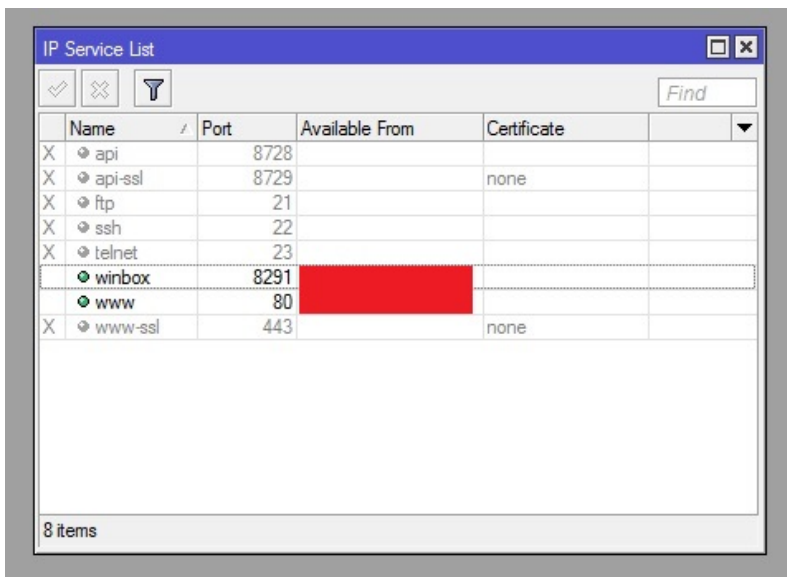 IP Service List
Find
Name Port Available From Certificate
X api 8728
X api-ssl 8729 none
X ftp 21
X ssh 22
X telnet 23
winbox 8291
www 80
X www-ssl 443 none
8 items